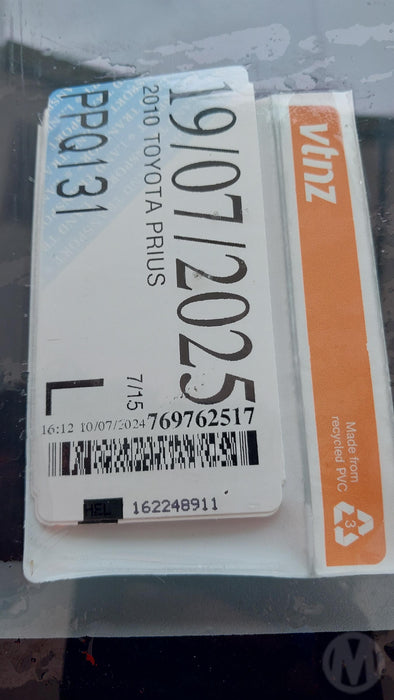 19/07/2025
2010 TOYOTA PRIUS
PPQ131
7/15
L
16:12 10/07/2024 769762517
HEL 162248911
vtnz
Made from
recycled PVC
3
M